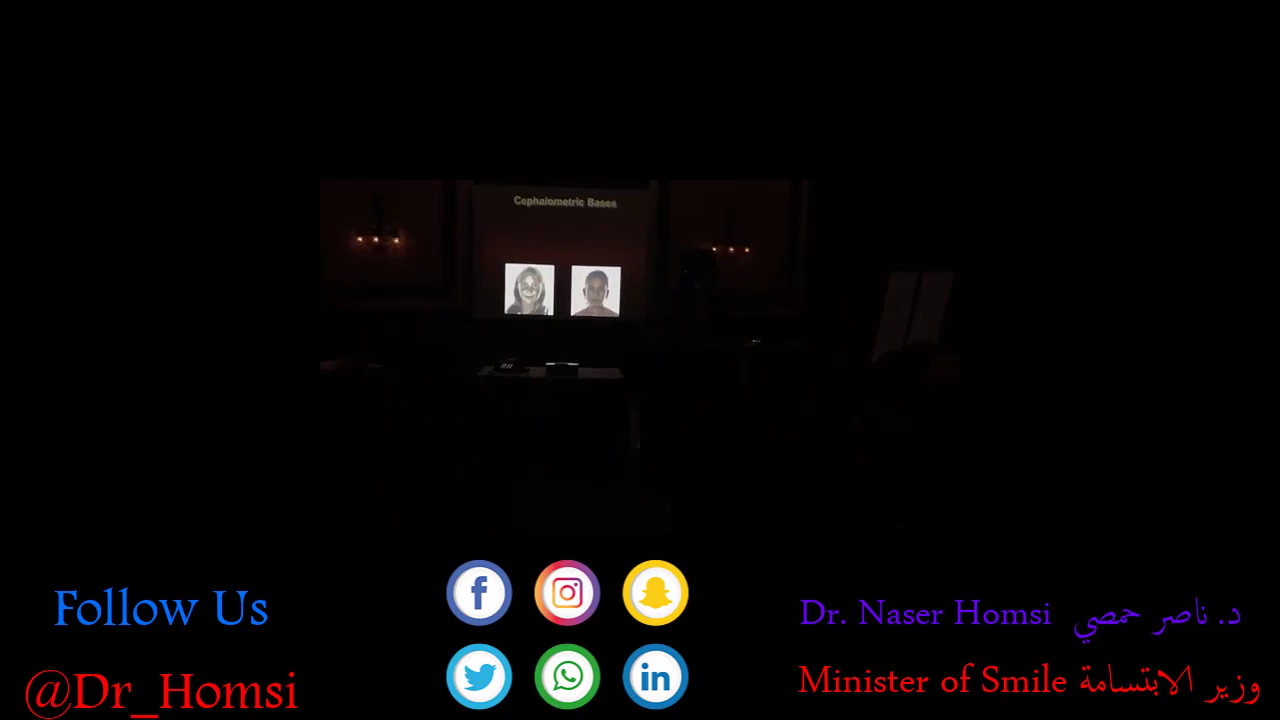 Cephalometric Bases
Follow Us
@Dr_Homsi
Dr. Naser Homsi د. ناصر حمصي
Minister of Smile وزير الابتسامة